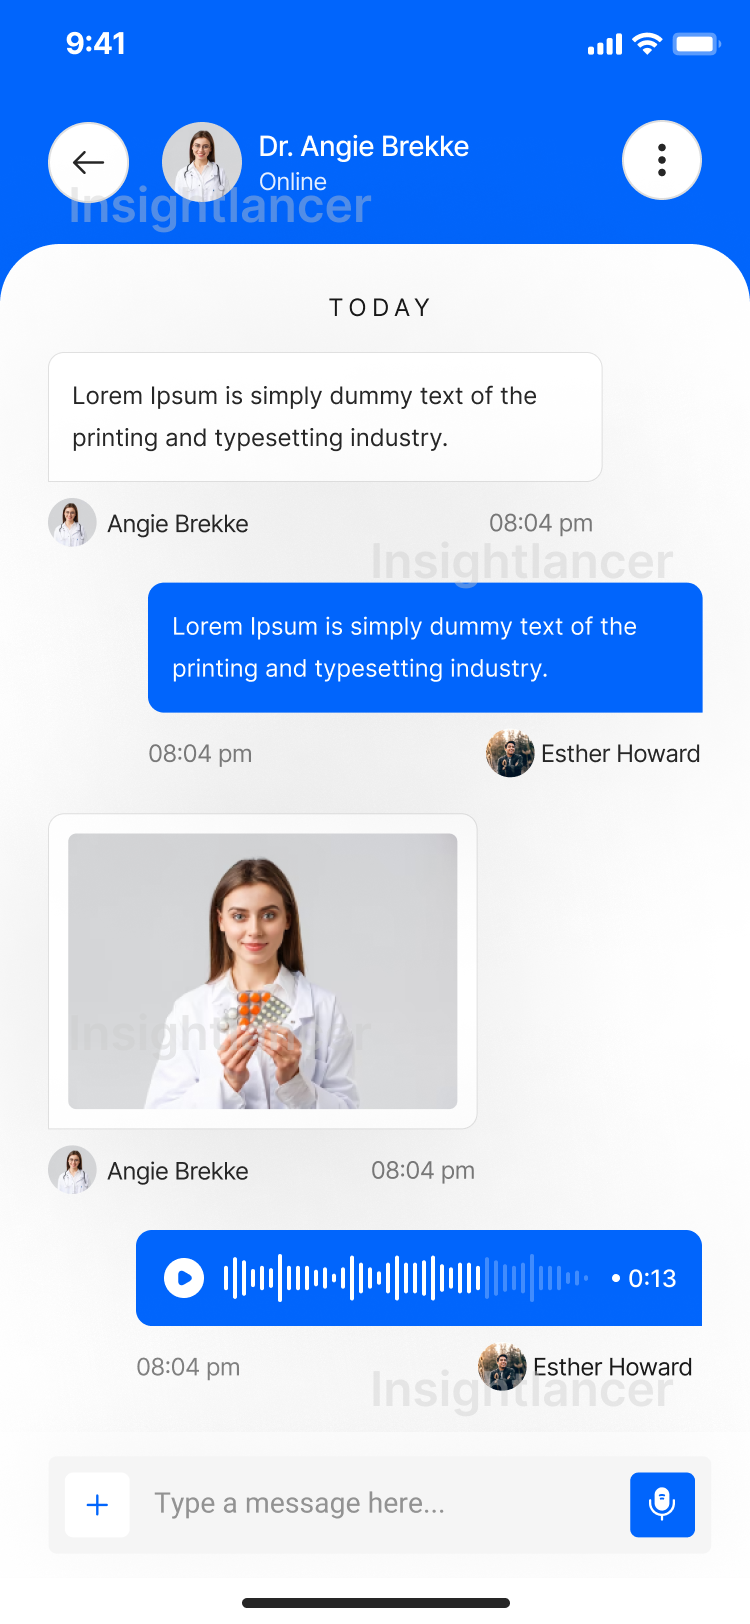 9:41
Dr. Angie Brekke
Online
Insightlancer
TODAY
Lorem Ipsum is simply dummy text of the
printing and typesetting industry.
Angie Brekke
08:04 pm
Insightlancer
Lorem Ipsum is simply dummy text of the
printing and typesetting industry.
08:04 pm
Esther Howard
Insightlancer
Angie Brekke
08:04 pm
0:13
08:04 pm
Esther Howard
Insightlancer
Type a message here...